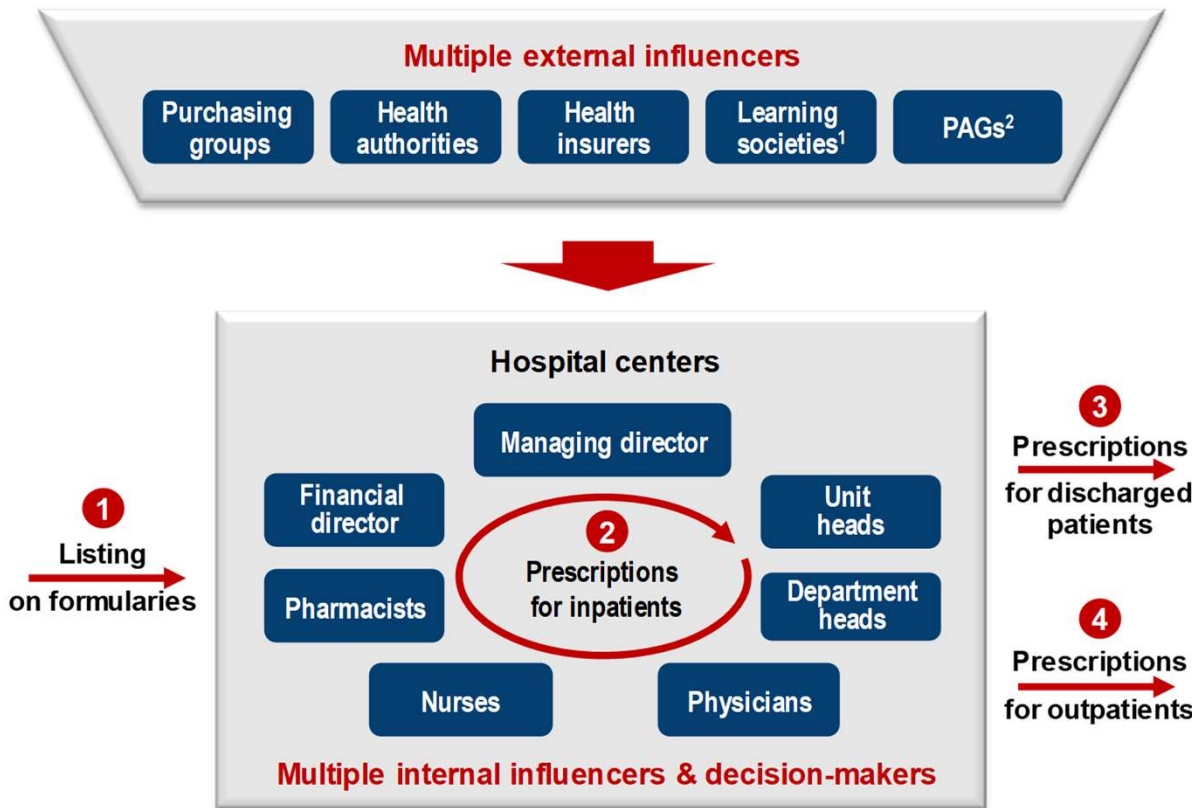 Multiple external influencers
Purchasing
groups
Health
authorities
Health
insurers
Learning
societies¹
PAGs²
Hospital centers
Managing director
Financial
director
Unit
heads
1
Listing
on formularies
2
Prescriptions
for inpatients
Pharmacists
Department
heads
Nurses
Physicians
Multiple internal influencers & decision-makers
3
Prescriptions
for discharged
patients
4
Prescriptions
for outpatients